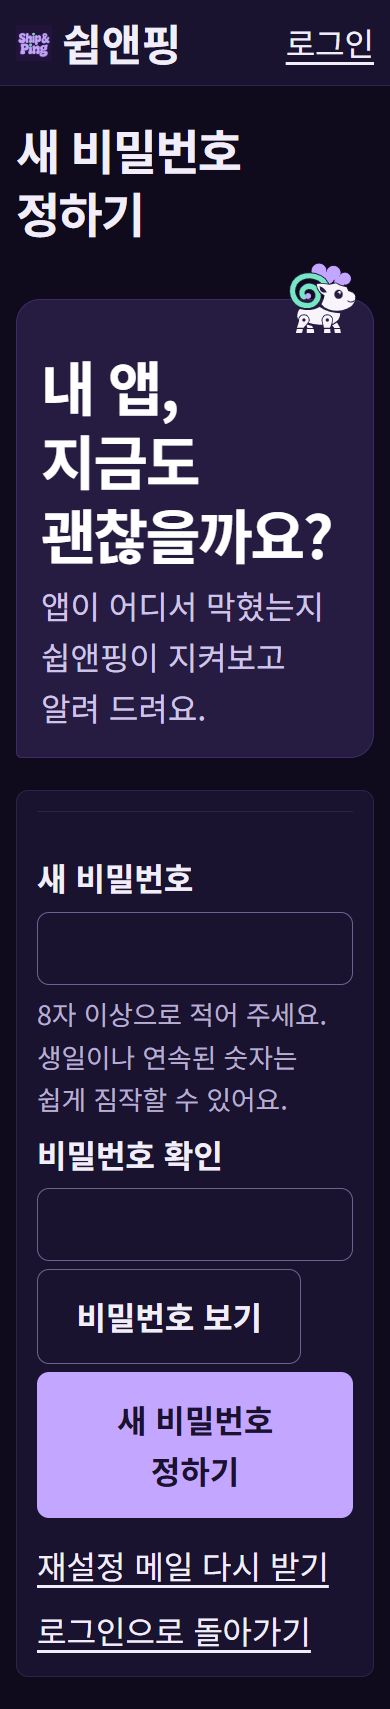 Ship&
Ping
쉽앤핑
로그인
새 비밀번호
정하기
내 앱,
지금도
괜찮을까요?
앱이 어디서 막혔는지
쉽앤핑이 지켜보고
알려 드려요.
새 비밀번호
8자 이상으로 적어 주세요.
생일이나 연속된 숫자는
쉽게 짐작할 수 있어요.
비밀번호 확인
비밀번호 보기
새 비밀번호
정하기
재설정 메일 다시 받기
로그인으로 돌아가기